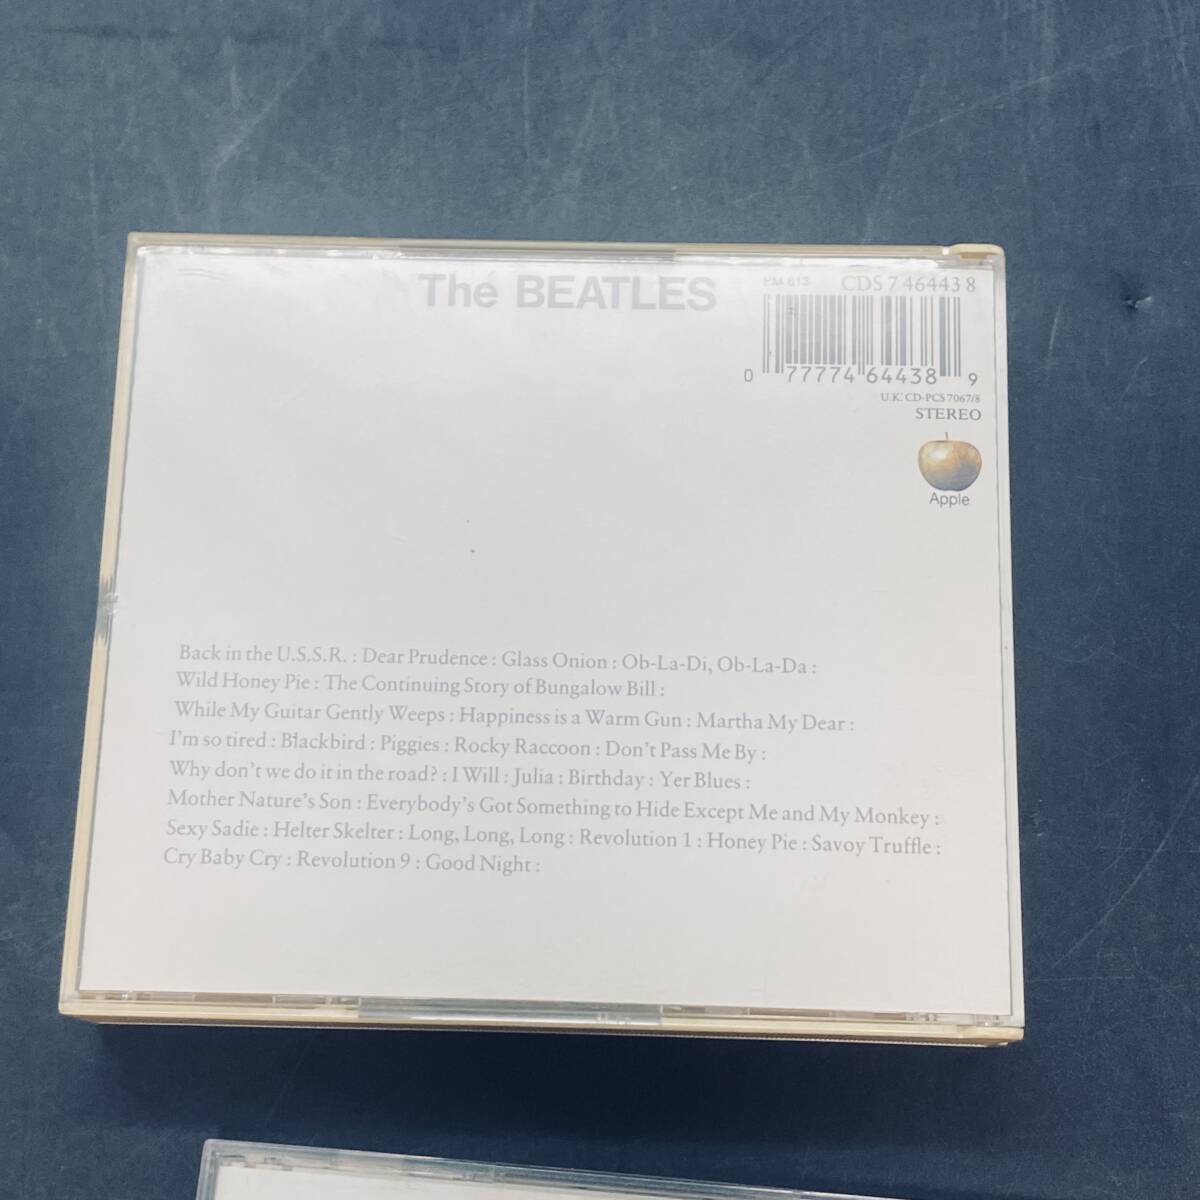 The BEATLES
PM 613
CDS 7 46443 8
0 77774 64438 9
U.K: CD-PCS 7067/8
STEREO
Apple
Back in the U.S.S.R. : Dear Prudence : Glass Onion : Ob-La-Di, Ob-La-Da :
Wild Honey Pie : The Continuing Story of Bungalow Bill :
While My Guitar Gently Weeps : Happiness is a Warm Gun : Martha My Dear :
I'm so tired : Blackbird : Piggies : Rocky Raccoon : Don't Pass Me By :
Why don't we do it in the road? : I Will : Julia : Birthday : Yer Blues :
Mother Nature's Son : Everybody's Got Something to Hide Except Me and My Monkey :
Sexy Sadie : Helter Skelter : Long, Long, Long : Revolution 1 : Honey Pie : Savoy Truffle :
Cry Baby Cry : Revolution 9 : Good Night :